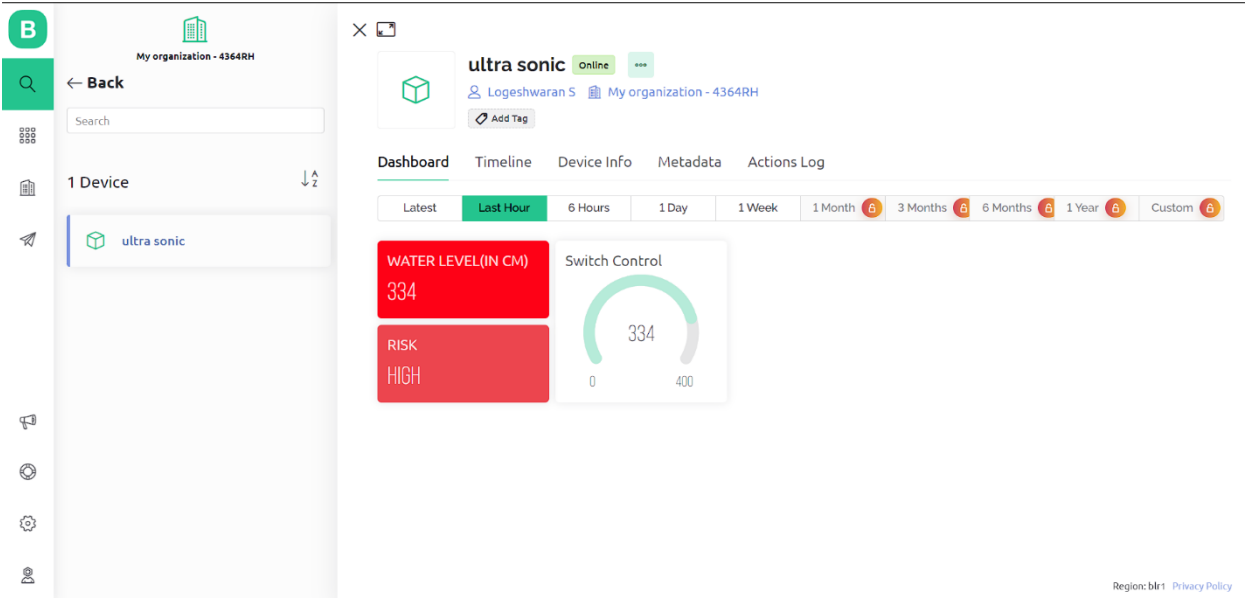 B
My organization - 4364RH
← Back
Search
1 Device
A
Z
ultra sonic
ultra sonic Online
Logeshwaran S My organization - 4364RH
Add Tag
Dashboard Timeline Device Info Metadata Actions Log
Latest Last Hour 6 Hours 1 Day 1 Week 1 Month 3 Months 6 Months 1 Year Custom
WATER LEVEL(IN CM)
334
RISK
HIGH
Switch Control
334
0 400
Region: blr1 Privacy Policy